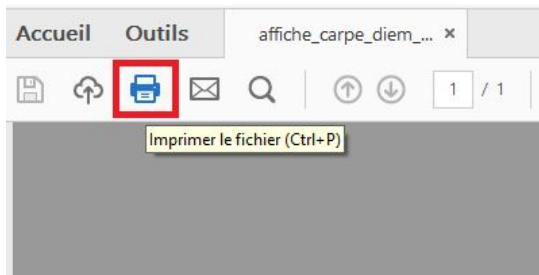 Accueil Outils affiche_carpe_diem_... ×
1 / 1
Imprimer le fichier (Ctrl+P)